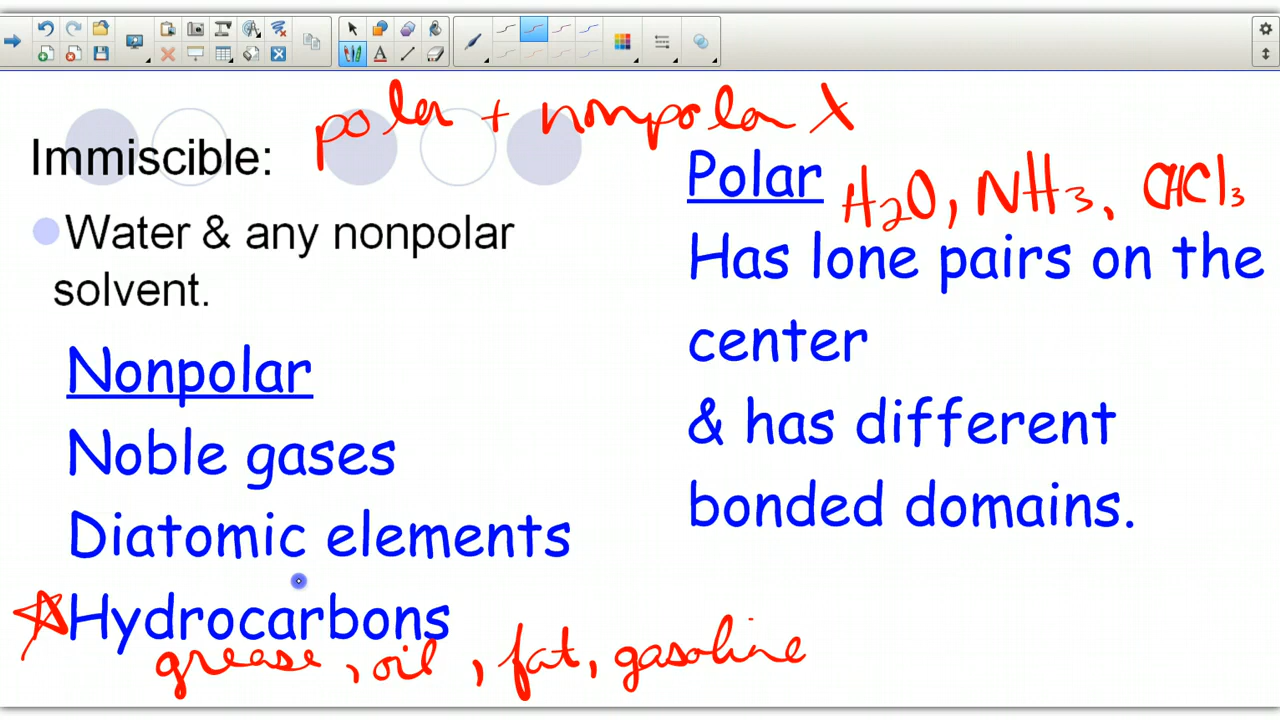 polar + nonpolar X
Immiscible:
Water & any nonpolar
solvent.
Nonpolar
Noble gases
Diatomic elements
Hydrocarbons
grease, oil, fat, gasoline
Polar H2O, NH3, CHCl3
Has lone pairs on the
center
& has different
bonded domains.